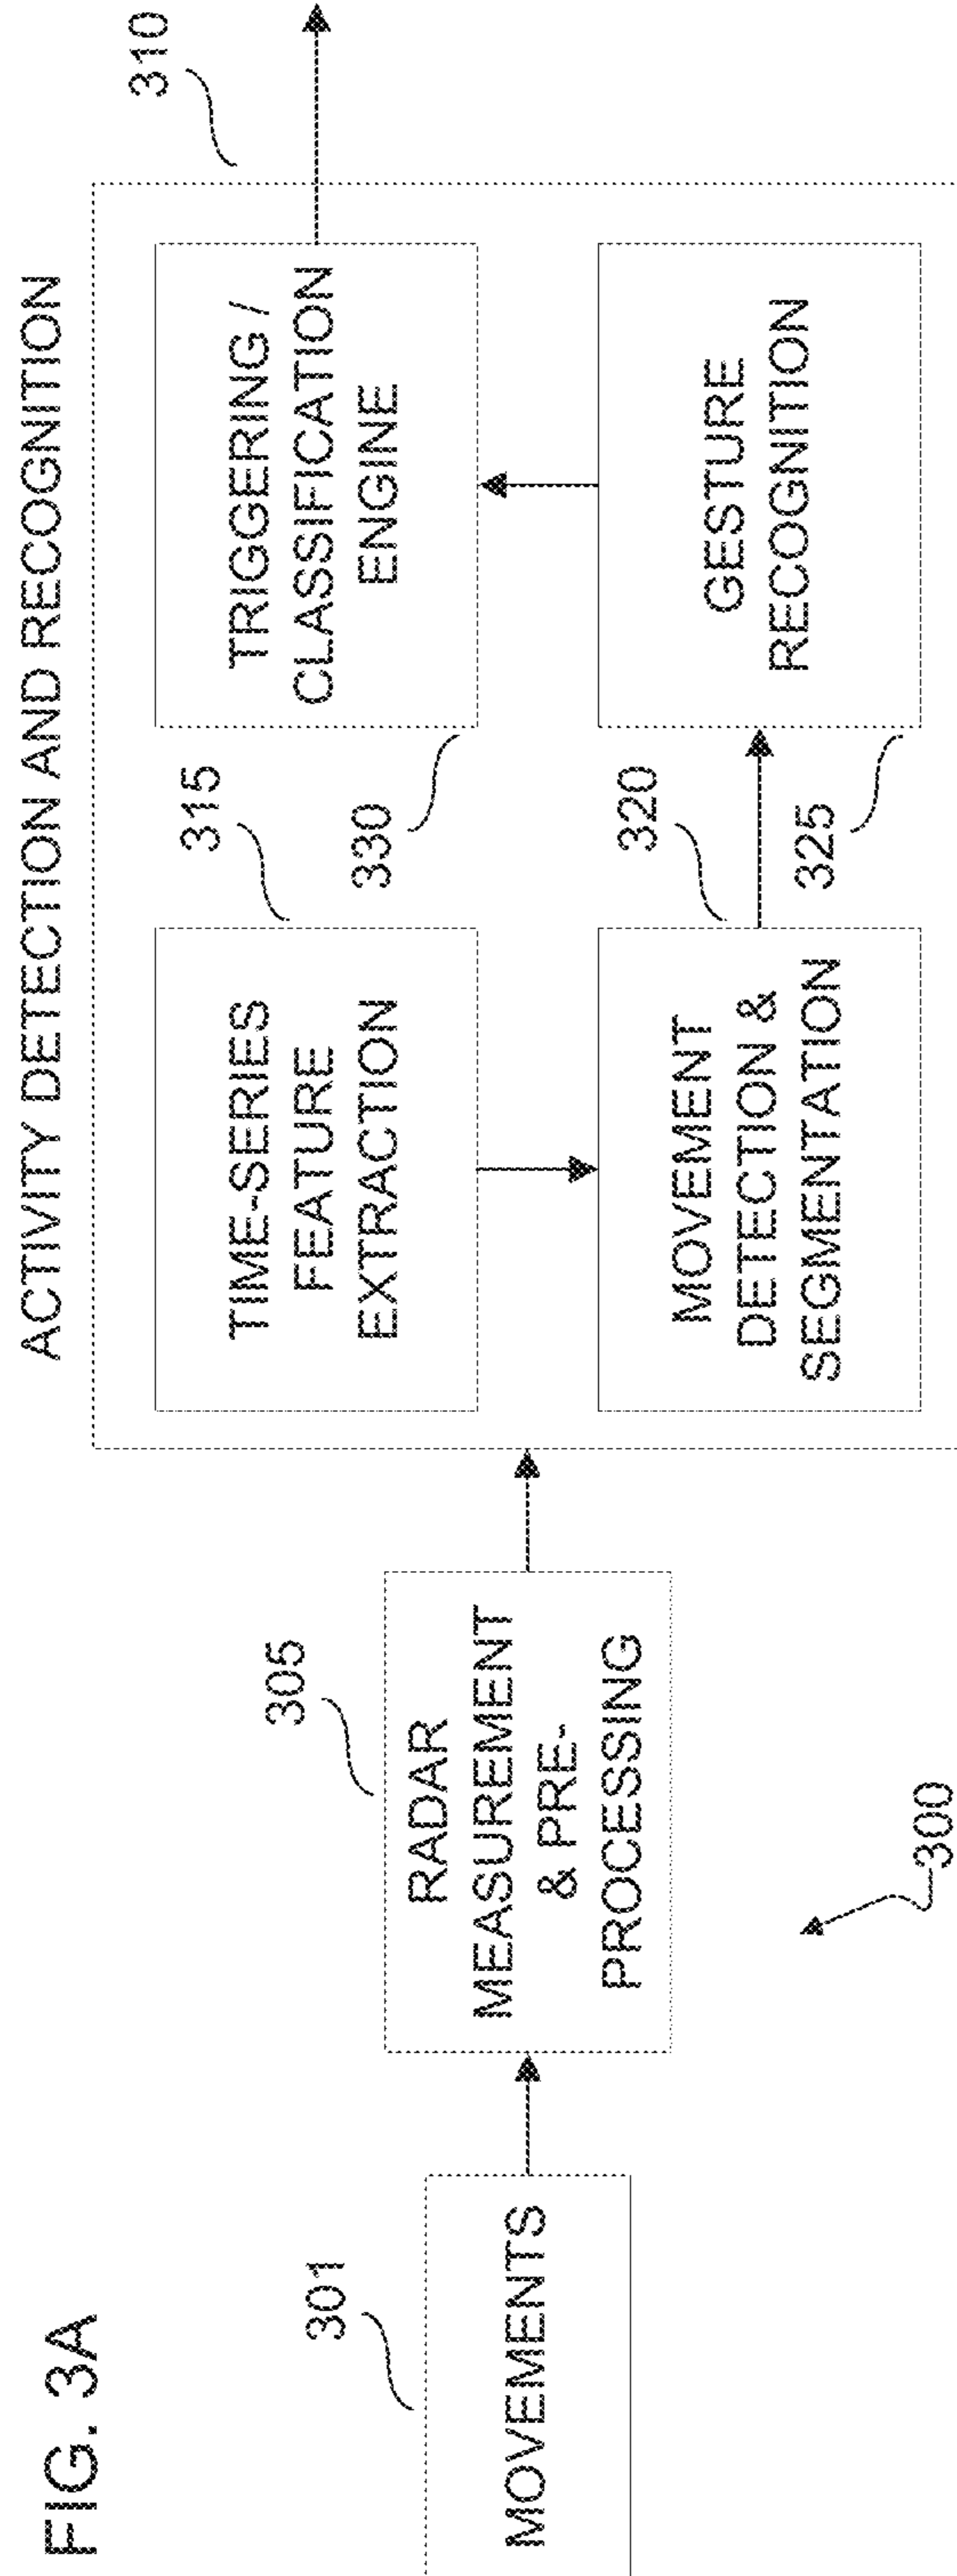 FIG. 3A
ACTIVITY DETECTION AND RECOGNITION
310
301
MOVEMENTS
305
RADAR
MEASUREMENT
& PRE-
PROCESSING
300
315
TIME-SERIES
FEATURE
EXTRACTION
330
TRIGGERING /
CLASSIFICATION
ENGINE
320
MOVEMENT
DETECTION &
SEGMENTATION
325
GESTURE
RECOGNITION